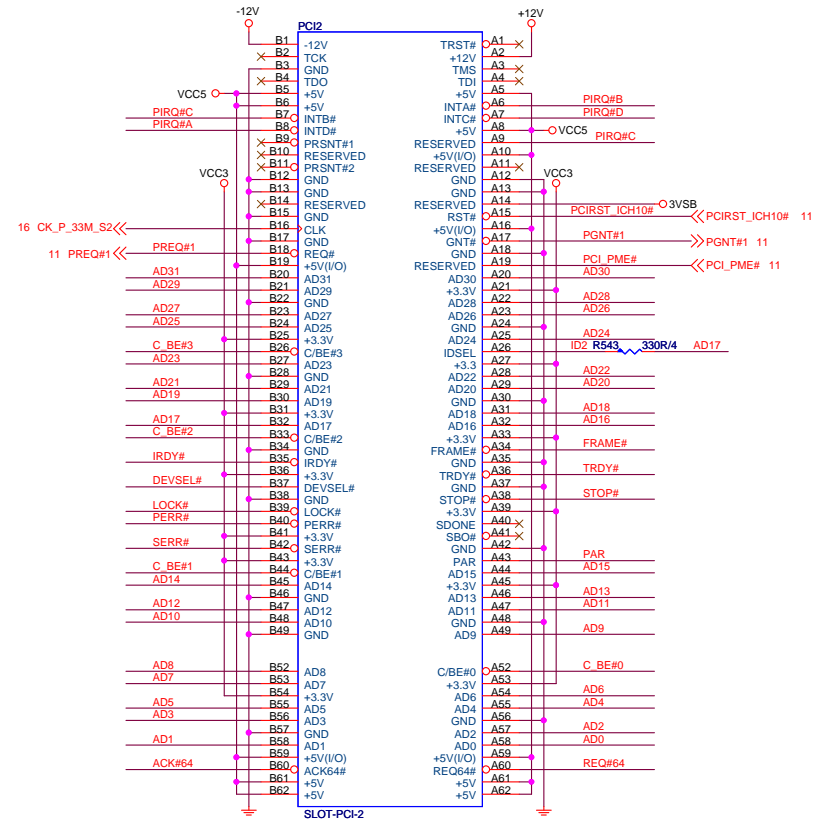 -12V +12V
PCI2
B1 -12V TRST# A1
B2 TCK +12V A2
B3 GND TMS A3
B4 TDO TDI A4
VCC5 B5 +5V +5V A5
B6 +5V INTA# A6 PIRQ#B
PIRQ#C B7 INTB# INTC# A7 PIRQ#D
PIRQ#A B8 INTD# +5V A8 VCC5
B9 PRSNT#1 RESERVED A9 PIRQ#C
B10 RESERVED +5V(I/O) A10
B11 PRSNT#2 RESERVED A11
VCC3 B12 GND GND A12 VCC3
B13 GND GND A13
B14 RESERVED RESERVED A14 3VSB
B15 GND RST# A15 PCIRST_ICH10# PCIRST_ICH10# 11
16 CK_P_33M_S2 B16 CLK +5V(I/O) A16
B17 GND GNT# A17 PGNT#1 PGNT#1 11
11 PREQ#1 PREQ#1 B18 REQ# GND A18
B19 +5V(I/O) RESERVED A19 PCI_PME# PCI_PME# 11
AD31 B20 AD31 AD30 A20 AD30
AD29 B21 AD29 +3.3V A21
B22 GND AD28 A22 AD28
AD27 B23 AD27 AD26 A23 AD26
AD25 B24 AD25 GND A24
B25 +3.3V AD24 A25 AD24
C_BE#3 B26 C/BE#3 IDSEL A26 ID2 R543 330R/4 AD17
AD23 B27 AD23 +3.3 A27
B28 GND AD22 A28 AD22
AD21 B29 AD21 AD20 A29 AD20
AD19 B30 AD19 GND A30
B31 +3.3V AD18 A31 AD18
AD17 B32 AD17 AD16 A32 AD16
C_BE#2 B33 C/BE#2 +3.3V A33
B34 GND FRAME# A34 FRAME#
IRDY# B35 IRDY# GND A35
B36 +3.3V TRDY# A36 TRDY#
DEVSEL# B37 DEVSEL# GND A37
B38 GND STOP# A38 STOP#
LOCK# B39 LOCK# +3.3V A39
PERR# B40 PERR# SDONE A40
B41 +3.3V SBO# A41
SERR# B42 SERR# GND A42
B43 +3.3V PAR A43 PAR
C_BE#1 B44 C/BE#1 AD15 A44 AD15
AD14 B45 AD14 +3.3V A45
B46 GND AD13 A46 AD13
AD12 B47 AD12 AD11 A47 AD11
AD10 B48 AD10 GND A48
B49 GND AD9 A49 AD9
AD8 B52 AD8 C/BE#0 A52 C_BE#0
AD7 B53 AD7 +3.3V A53
B54 +3.3V AD6 A54 AD6
AD5 B55 AD5 AD4 A55 AD4
AD3 B56 AD3 GND A56
B57 GND AD2 A57 AD2
AD1 B58 AD1 AD0 A58 AD0
B59 +5V(I/O) +5V(I/O) A59
ACK#64 B60 ACK64# REQ64# A60 REQ#64
B61 +5V +5V A61
B62 +5V +5V A62
SLOT-PCI-2